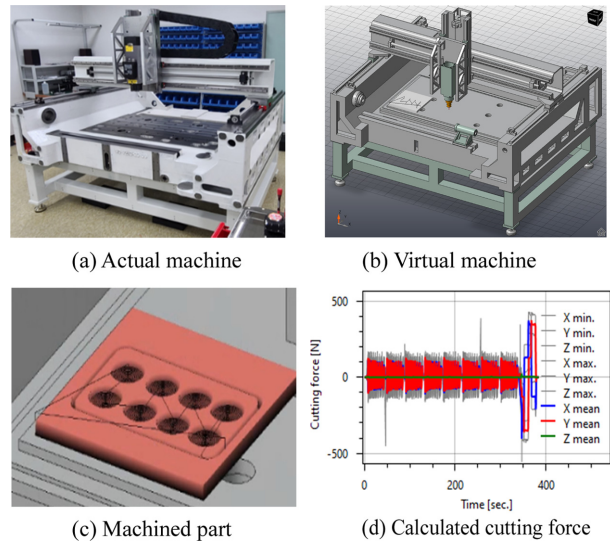 (a) Actual machine
(b) Virtual machine
(c) Machined part
500
0
-500
Cutting force [N]
0
200
400
Time [sec.]
X min.
Y min.
Z min.
X max.
Y max.
Z max.
X mean
Y mean
Z mean
(d) Calculated cutting force